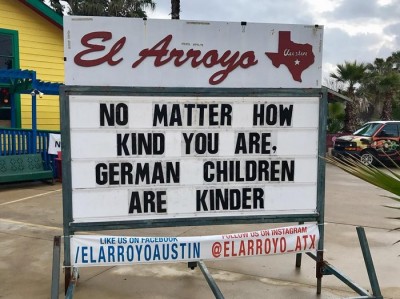 El Arroyo
Austin
NO MATTER HOW
KIND YOU ARE,
GERMAN CHILDREN
ARE KINDER
LIKE US ON FACEBOOK
/ELARROYOAUSTIN
FOLLOW US ON INSTAGRAM
@ELARROYO_ATX